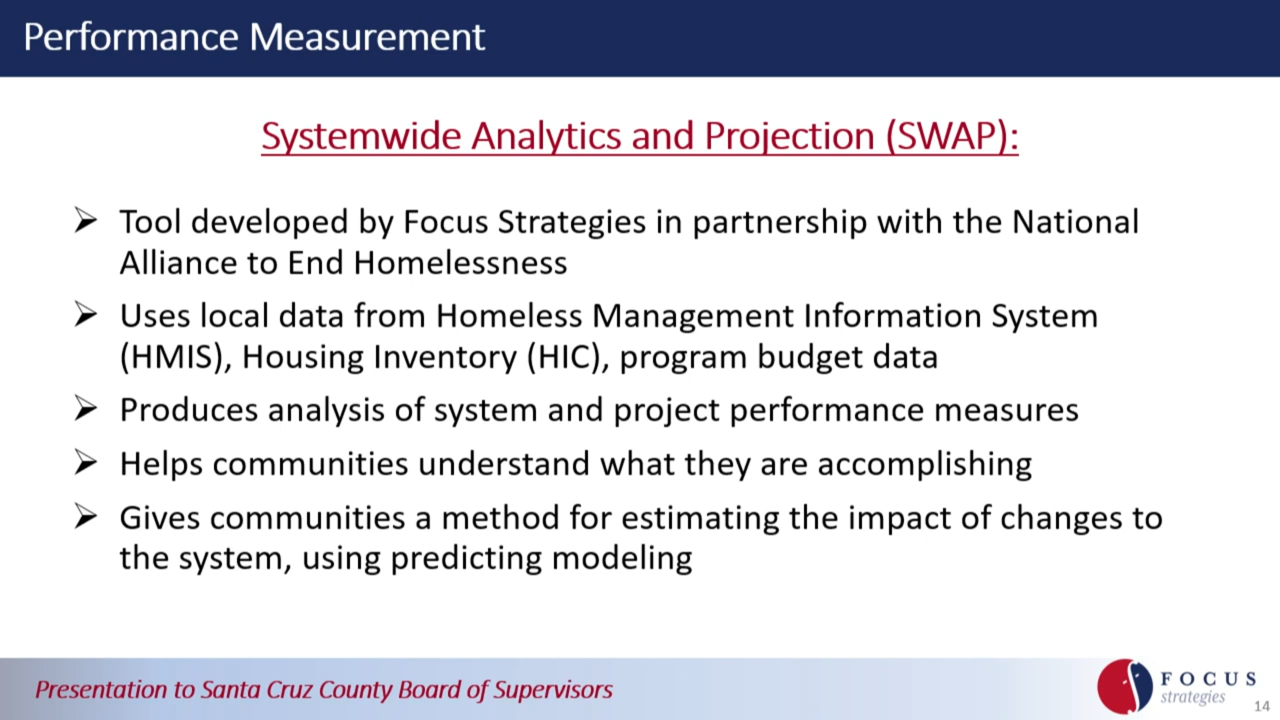 Performance Measurement
Systemwide Analytics and Projection (SWAP):
Tool developed by Focus Strategies in partnership with the National
Alliance to End Homelessness
Uses local data from Homeless Management Information System
(HMIS), Housing Inventory (HIC), program budget data
Produces analysis of system and project performance measures
Helps communities understand what they are accomplishing
Gives communities a method for estimating the impact of changes to
the system, using predicting modeling
Presentation to Santa Cruz County Board of Supervisors
FOCUS
strategies
14